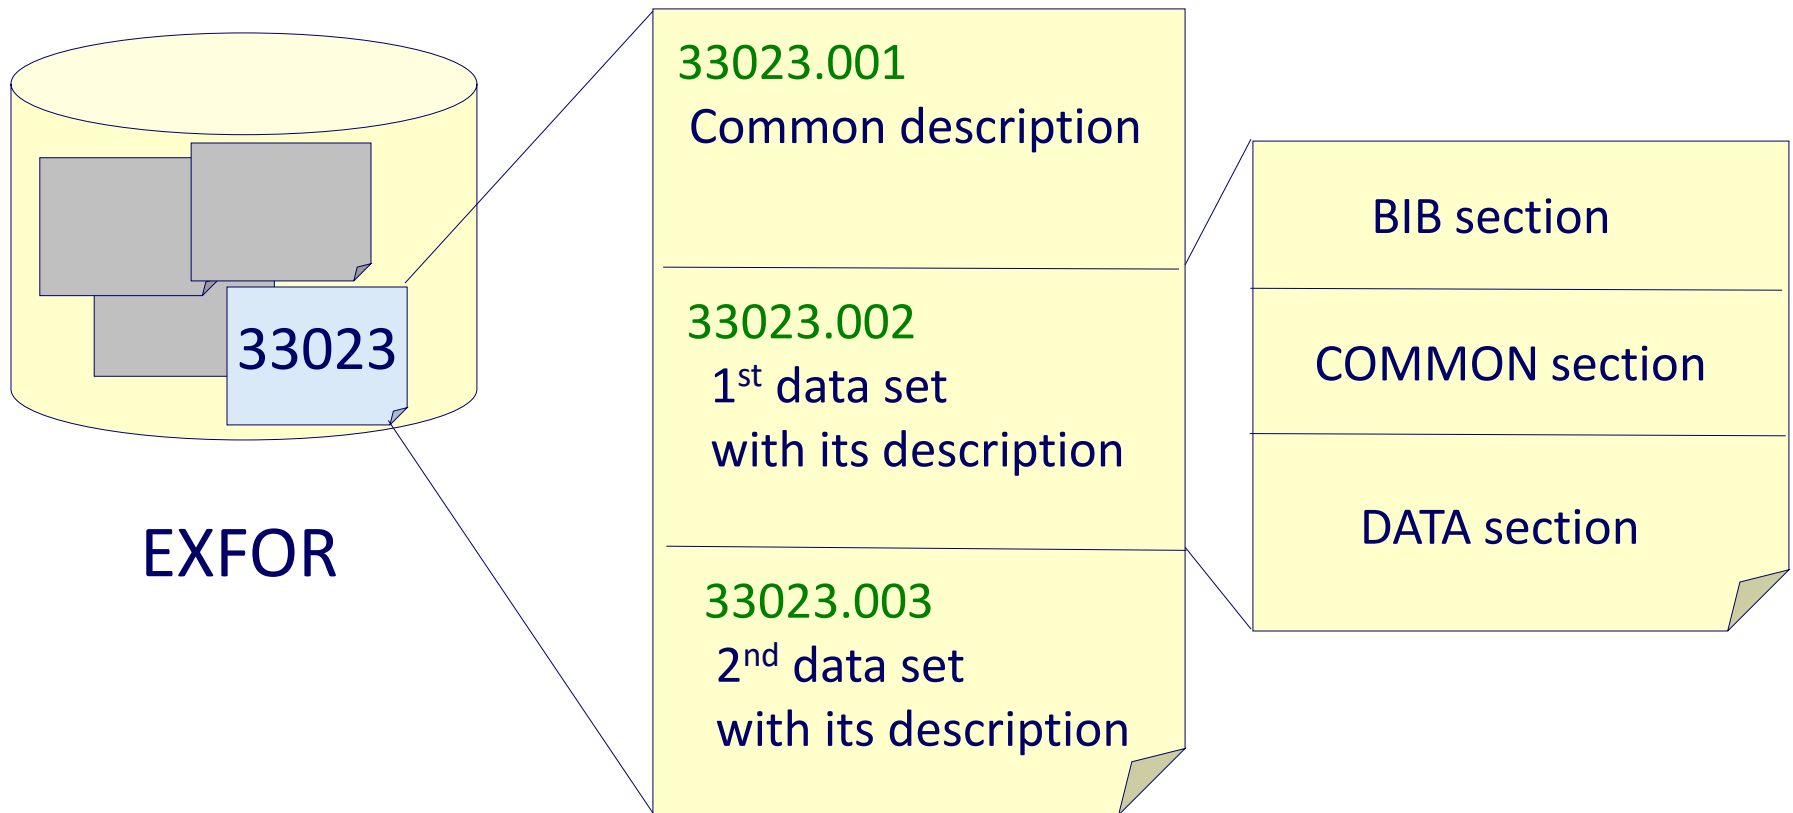 33023
EXFOR
33023.001
Common description
33023.002
1st data set
with its description
33023.003
2nd data set
with its description
BIB section
COMMON section
DATA section